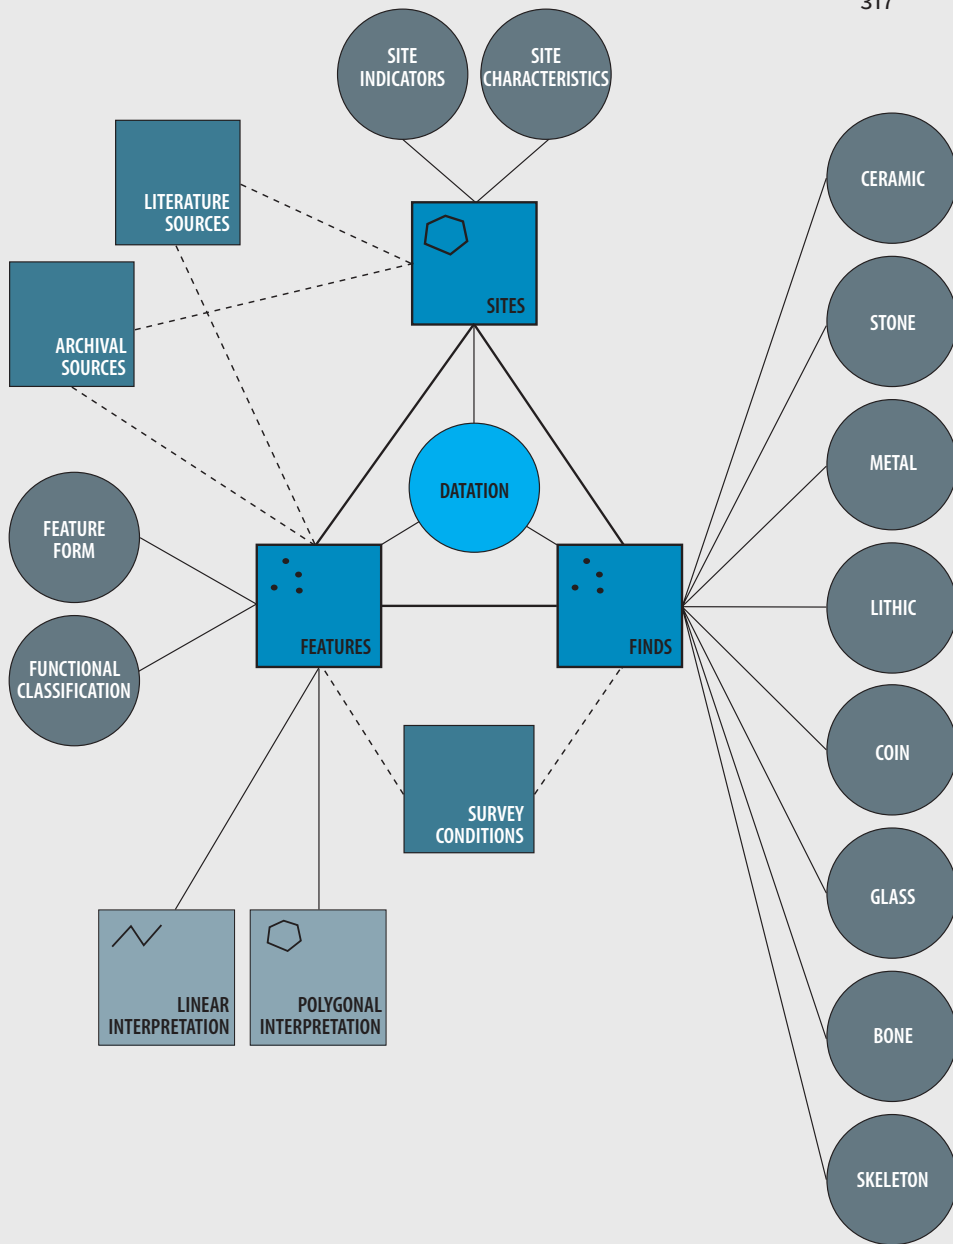 317
SITE
INDICATORS
SITE
CHARACTERISTICS
LITERATURE
SOURCES
CERAMIC
SITES
STONE
ARCHIVAL
SOURCES
METAL
DATATION
FEATURE
FORM
FEATURES
FINDS
LITHIC
FUNCTIONAL
CLASSIFICATION
COIN
SURVEY
CONDITIONS
GLASS
LINEAR
INTERPRETATION
POLYGONAL
INTERPRETATION
BONE
SKELETON